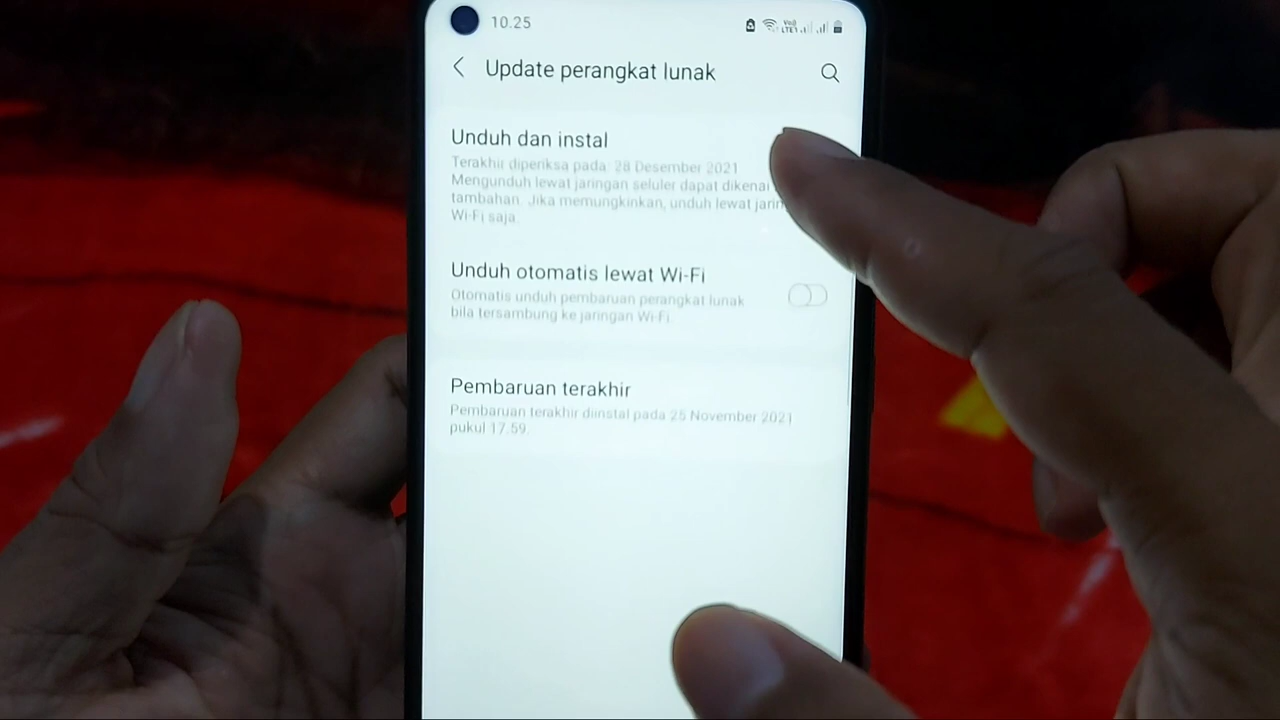 10.25
Update perangkat lunak
Unduh dan instal
Terakhir diperiksa pada: 28 Desember 2021
Mengunduh lewat jaringan seluler dapat dikenai
tambahan. Jika memungkinkan, unduh lewat
Wi-Fi saja.
Unduh otomatis lewat Wi-Fi
Otomatis unduh pembaruan perangkat lunak
bila tersambung ke jaringan Wi-Fi.
Pembaruan terakhir
Pembaruan terakhir diinstal pada 25 November 2021
pukul 17.59.